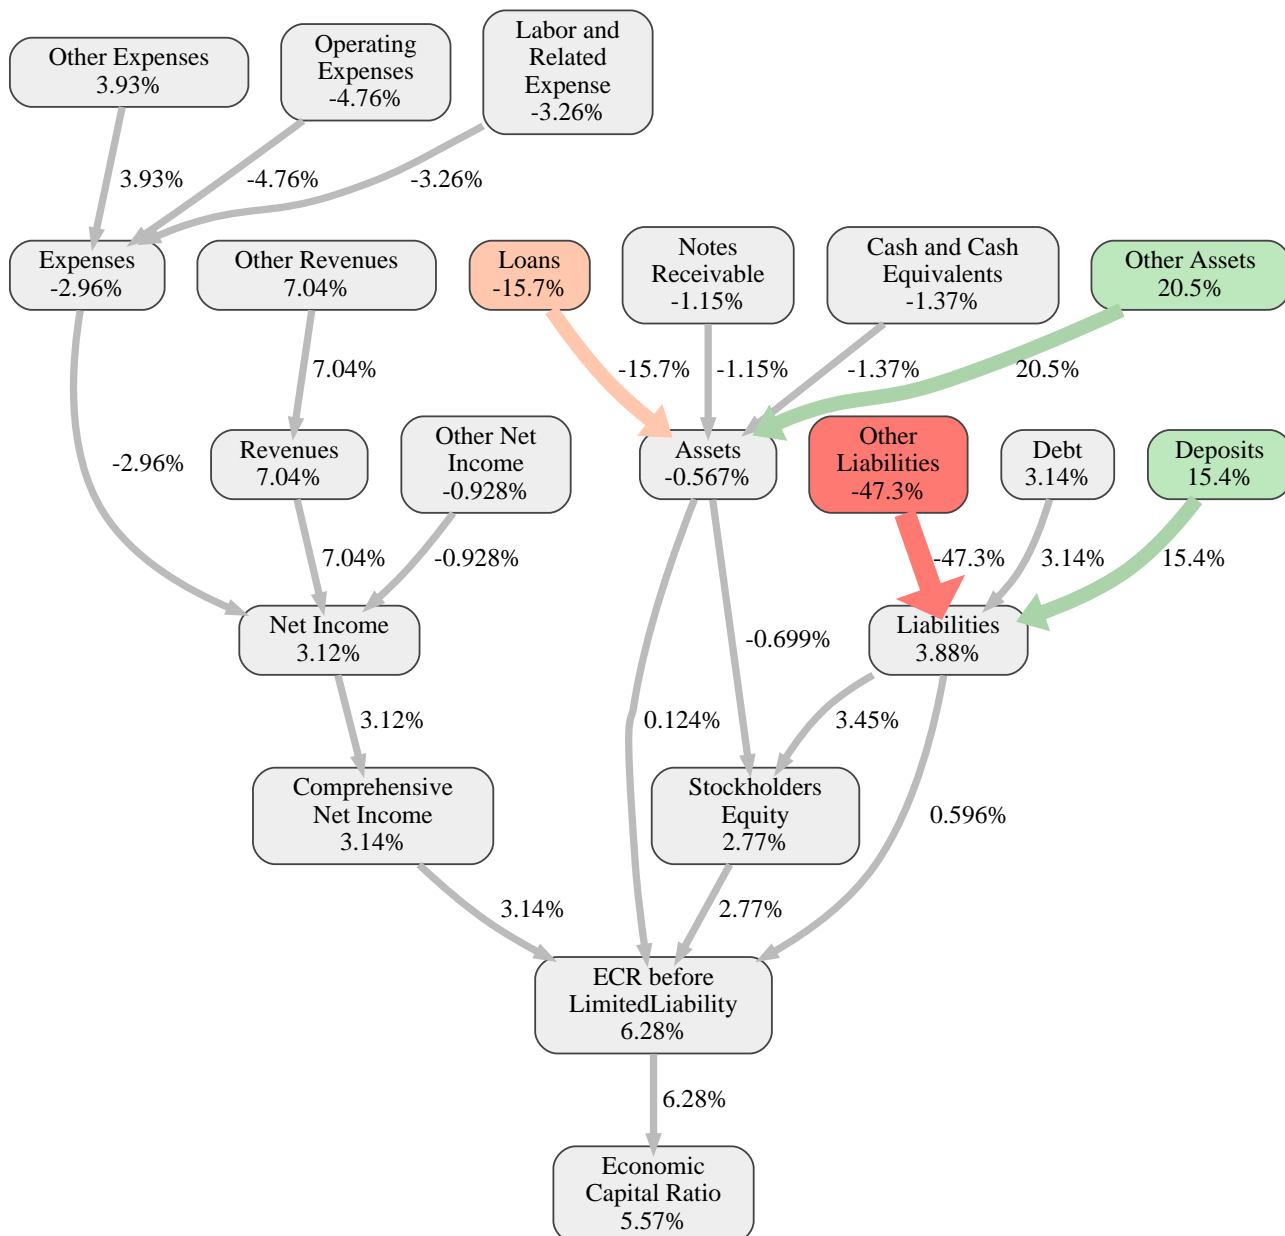 Other Expenses
3.93%
Operating
Expenses
-4.76%
Labor and
Related
Expense
-3.26%
3.93%
-4.76%
-3.26%
Expenses
-2.96%
Other Revenues
7.04%
Loans
-15.7%
Notes
Receivable
-1.15%
Cash and Cash
Equivalents
-1.37%
Other Assets
20.5%
7.04%
-15.7%
-1.15%
-1.37%
20.5%
-2.96%
Revenues
7.04%
Other Net
Income
-0.928%
Assets
-0.567%
Other
Liabilities
-47.3%
Debt
3.14%
Deposits
15.4%
7.04%
-0.928%
-47.3%
3.14%
15.4%
Net Income
3.12%
-0.699%
Liabilities
3.88%
3.12%
0.124%
3.45%
Comprehensive
Net Income
3.14%
Stockholders
Equity
2.77%
0.596%
3.14%
2.77%
ECR before
LimitedLiability
6.28%
6.28%
Economic
Capital Ratio
5.57%